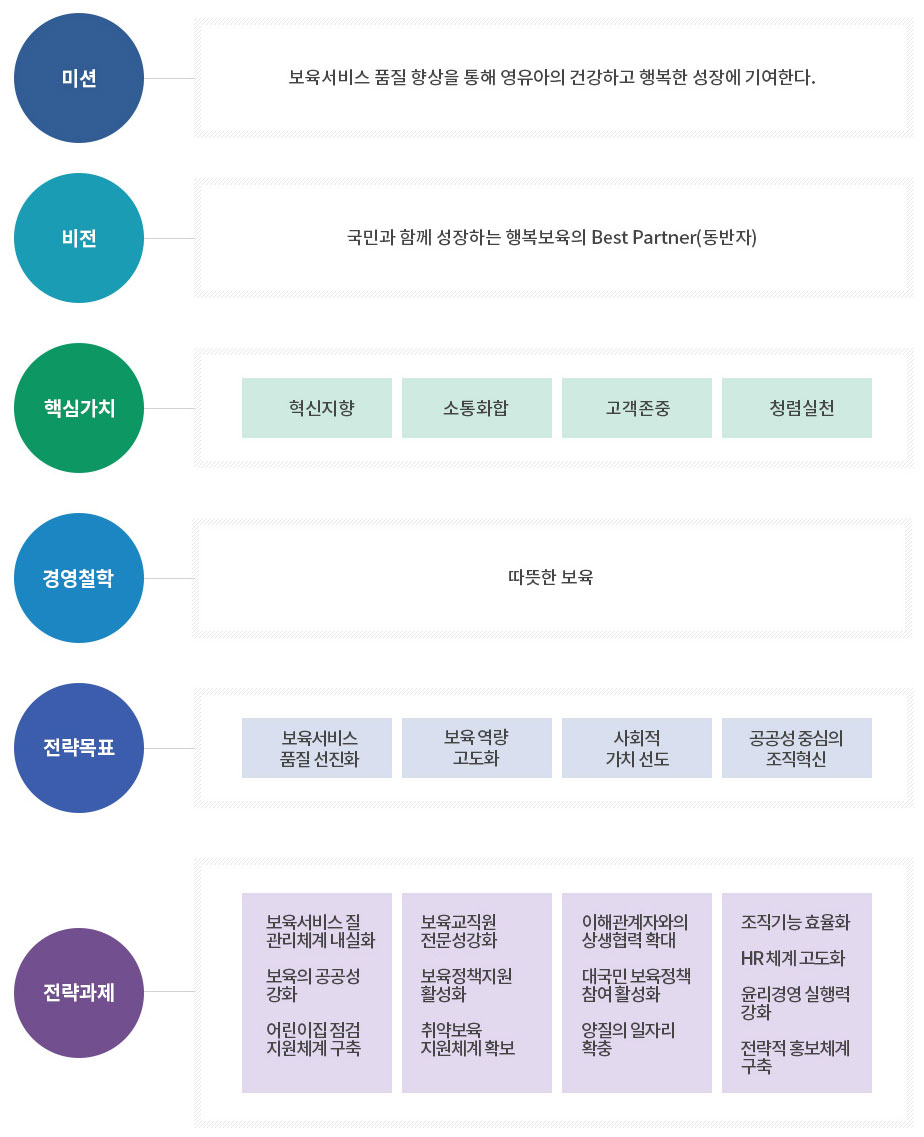 미션
보육서비스 품질 향상을 통해 영유아의 건강하고 행복한 성장에 기여한다.
비전
국민과 함께 성장하는 행복보육의 Best Partner(동반자)
핵심가치
혁신지향
소통화합
고객존중
청렴실천
경영철학
따뜻한 보육
전략목표
보육서비스
품질 선진화
보육 역량
고도화
사회적
가치 선도
공공성 중심의
조직혁신
전략과제
보육서비스 질
관리체계 내실화
보육의 공공성
강화
어린이집 점검
지원체계 구축
보육교직원
전문성강화
보육정책지원
활성화
취약보육
지원체계 확보
이해관계자와의
상생협력 확대
대국민 보육정책
참여 활성화
양질의 일자리
확충
조직기능 효율화
HR 체계 고도화
윤리경영 실행력
강화
전략적 홍보체계
구축